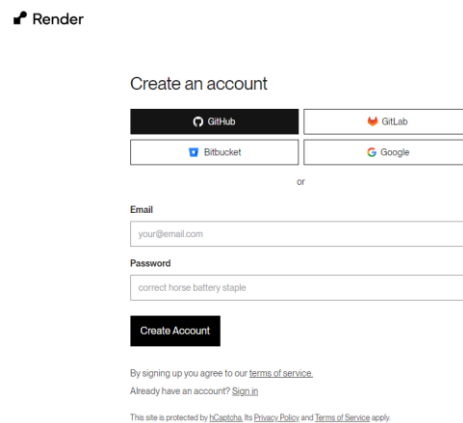 Render
Create an account
GitHub
GitLab
Bitbucket
Google
or
Email
your@email.com
Password
correct horse battery staple
Create Account
By signing up you agree to our terms of service.
Already have an account? Sign in
This site is protected by hCaptcha. Its Privacy Policy and Terms of Service apply.